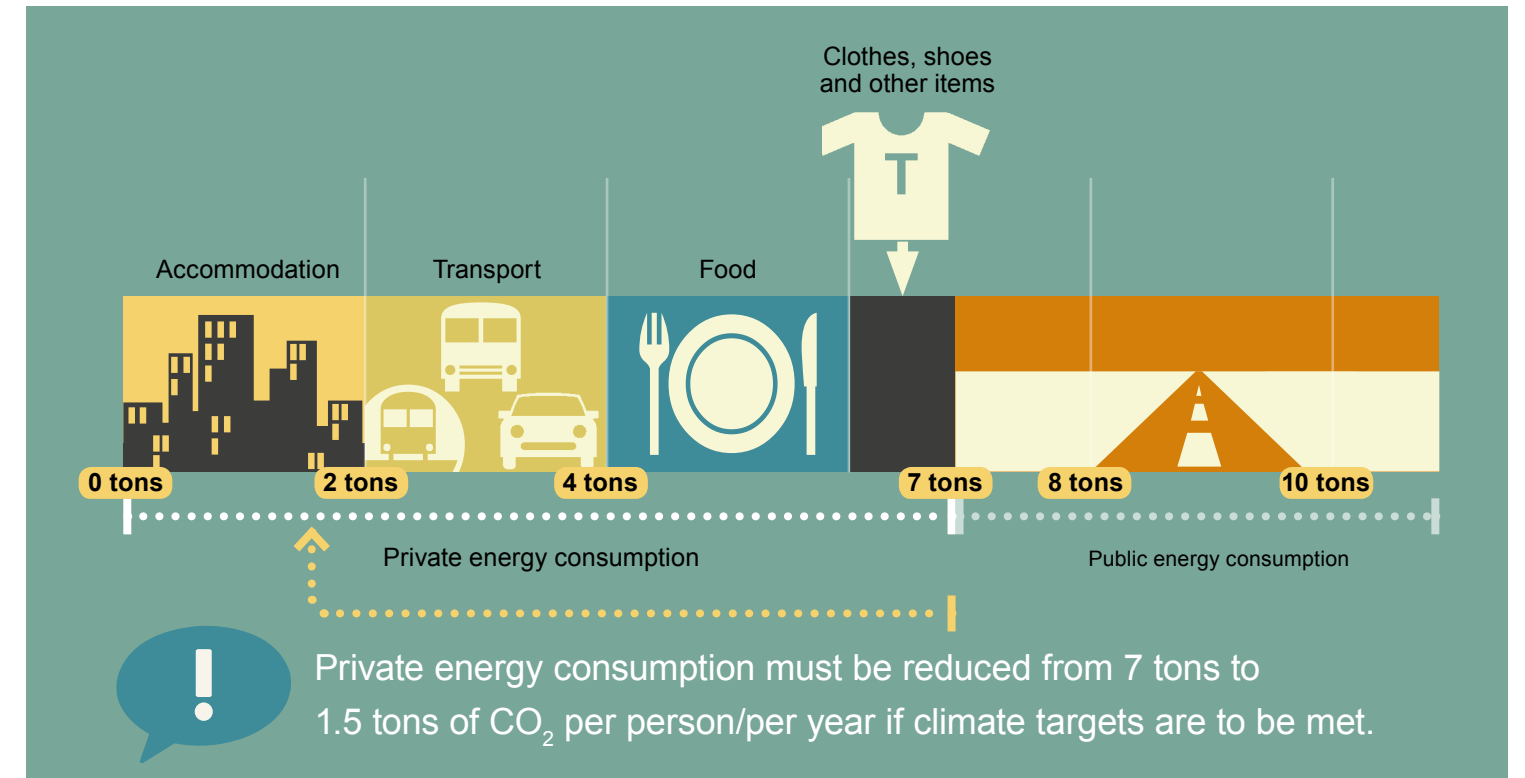 Clothes, shoes
and other items
T
Accommodation
Transport
Food
0 tons
2 tons
4 tons
7 tons
8 tons
10 tons
Private energy consumption
Public energy consumption
!
Private energy consumption must be reduced from 7 tons to
1.5 tons of CO₂ per person/per year if climate targets are to be met.